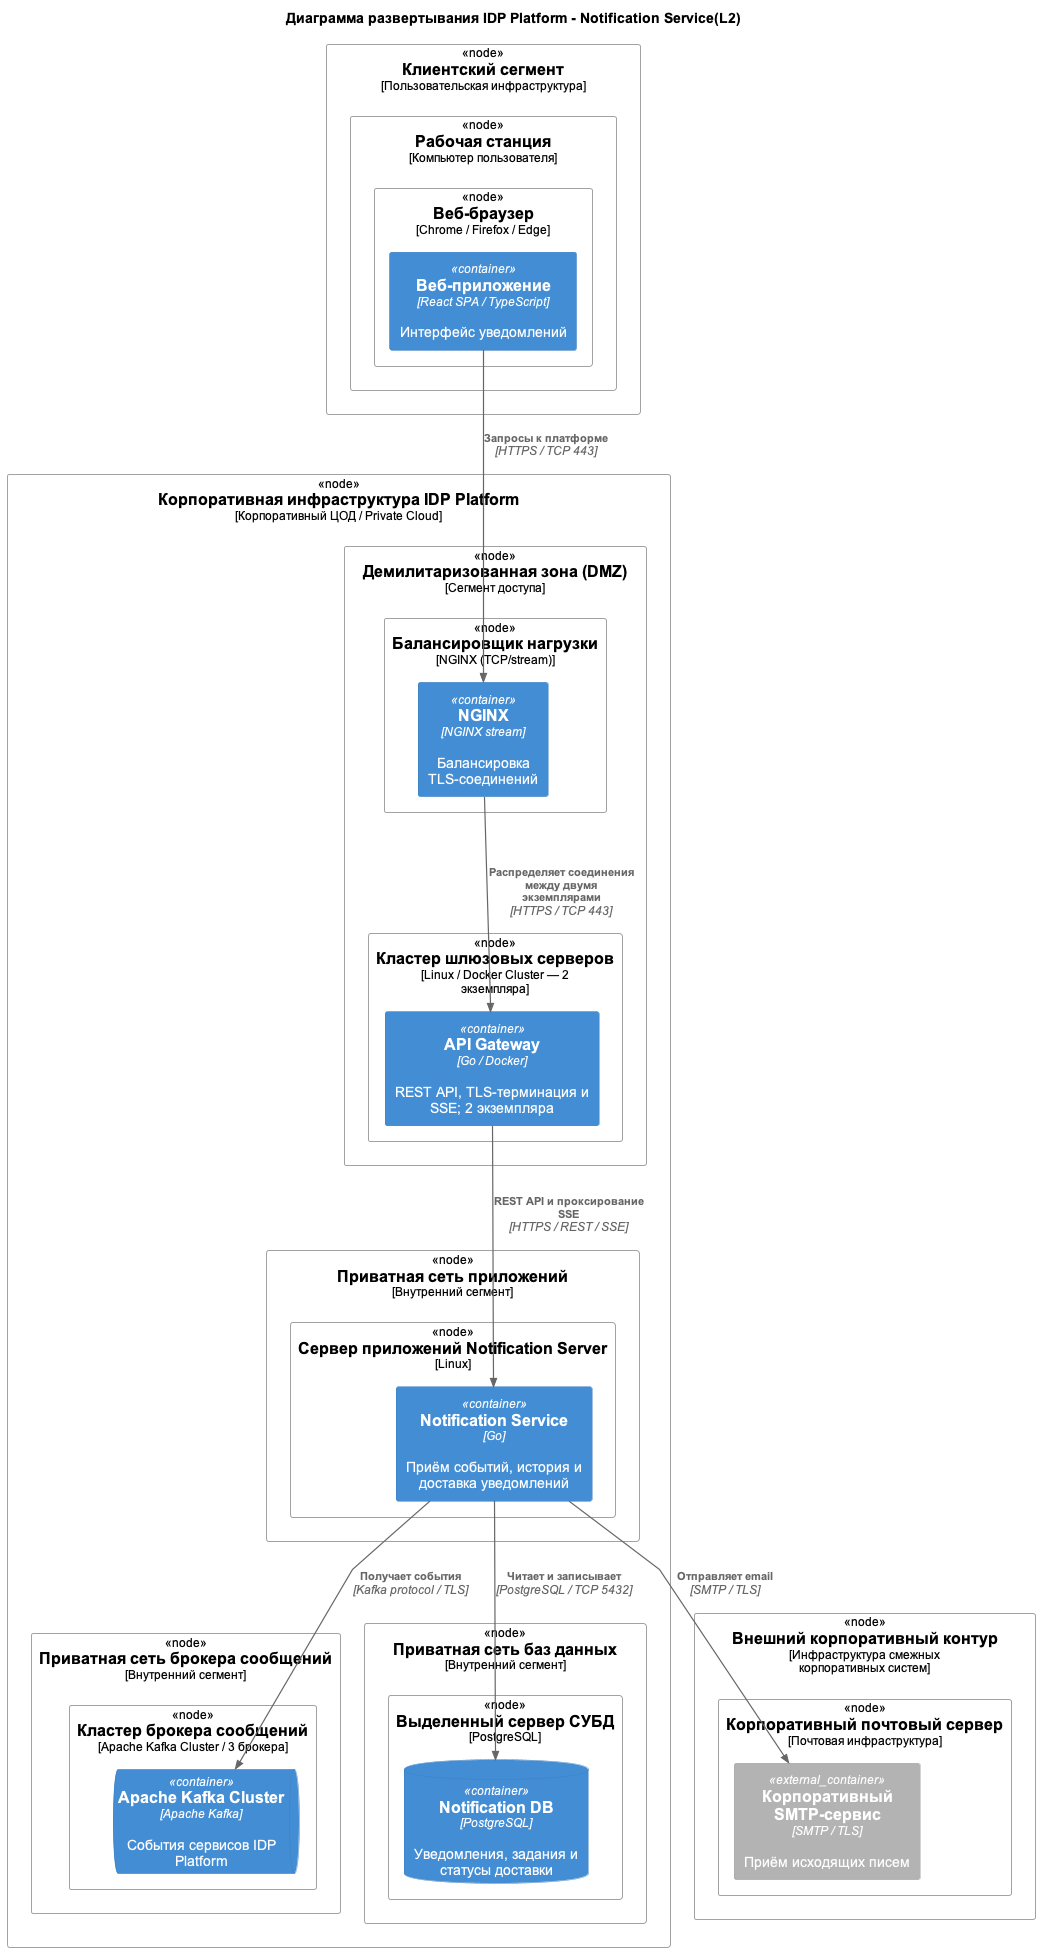 Диаграмма развертывания IDP Platform - Notification Service(L2)
«node»
Клиентский сегмент
[Пользовательская инфраструктура]
«node»
Рабочая станция
[Компьютер пользователя]
«node»
Веб-браузер
[Chrome / Firefox / Edge]
«container»
Веб-приложение
[React SPA / TypeScript]
Интерфейс уведомлений
Запросы к платформе
[HTTPS / TCP 443]
«node»
Корпоративная инфраструктура IDP Platform
[Корпоративный ЦОД / Private Cloud]
«node»
Демилитаризованная зона (DMZ)
[Сегмент доступа]
«node»
Балансировщик нагрузки
[NGINX (TCP/stream)]
«container»
NGINX
[NGINX stream]
Балансировка
TLS-соединений
Распределяет соединения
между двумя
экземплярами
[HTTPS / TCP 443]
«node»
Кластер шлюзовых серверов
[Linux / Docker Cluster — 2
экземпляра]
«container»
API Gateway
[Go / Docker]
REST API, TLS-терминация и
SSE; 2 экземпляра
REST API и проксирование
SSE
[HTTPS / REST / SSE]
«node»
Приватная сеть приложений
[Внутренний сегмент]
«node»
Сервер приложений Notification Server
[Linux]
«container»
Notification Service
[Go]
Приём событий, история и
доставка уведомлений
Получает события
[Kafka protocol / TLS]
Читает и записывает
[PostgreSQL / TCP 5432]
Отправляет email
[SMTP / TLS]
«node»
Приватная сеть брокера сообщений
[Внутренний сегмент]
«node»
Кластер брокера сообщений
[Apache Kafka Cluster / 3 брокера]
«container»
Apache Kafka Cluster
[Apache Kafka]
События сервисов IDP
Platform
«node»
Приватная сеть баз данных
[Внутренний сегмент]
«node»
Выделенный сервер СУБД
[PostgreSQL]
«container»
Notification DB
[PostgreSQL]
Уведомления, задания и
статусы доставки
«node»
Внешний корпоративный контур
[Инфраструктура смежных
корпоративных систем]
«node»
Корпоративный почтовый сервер
[Почтовая инфраструктура]
«external_container»
Корпоративный
SMTP-сервис
[SMTP / TLS]
Приём исходящих писем